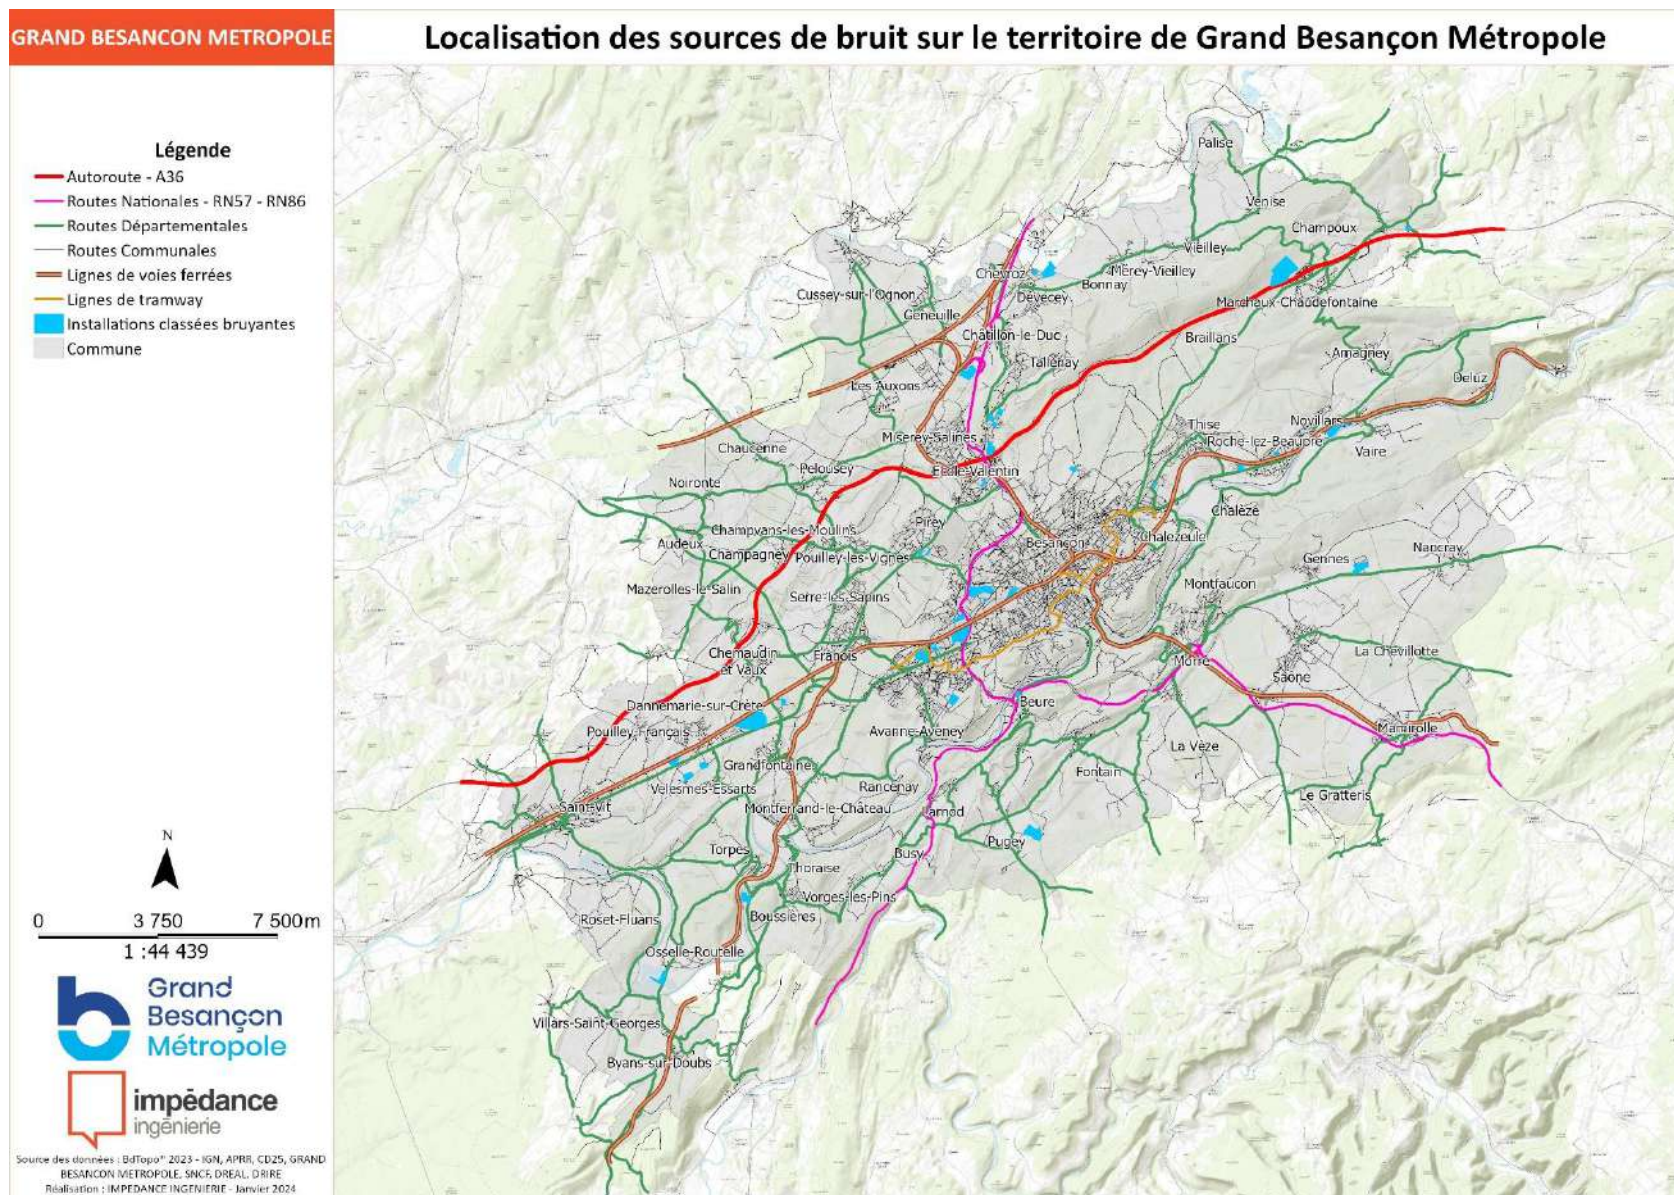 GRAND BESANCON METROPOLE
Localisation des sources de bruit sur le territoire de Grand Besançon Métropole
Légende
Autoroute - A36
Routes Nationales - RN57 - RN86
Routes Départementales
Routes Communales
Lignes de voies ferrées
Lignes de tramway
Installations classées bruyantes
Commune
Palise
Venise
Champoux
Vieilley
Chevroz
Mérey-Vieilley
Bonnay
Devecey
Cussey-sur-l'Ognon
Marchaux-Chaudefontaine
Geneuille
Châtillon-le-Duc
Braillans
Tallenay
Amagney
Les Auxons
Deluz
Novillars
Thise
Miserey-Salines
Roche-lez-Beaupré
Chaucenne
Vaire
Pelousey
École-Valentin
Noironte
Chalèze
Champvans-les-Moulins
Pirey
Besançon
Chalezeule
Audeux
Champagney
Pouilley-les-Vignes
Nancray
Gennes
Mazerolles-le-Salin
Serre-les-Sapins
Montfaucon
Chemaudin
et Vaux
Franois
Morre
La Chevillotte
Saône
Dannemarie-sur-Crète
Beure
Pouilley-Français
Avanne-Aveney
Mamirolle
La Vèze
Grandfontaine
Fontain
Velesmes-Essarts
Rancenay
Le Gratteris
Saint-Vit
Montferrand-le-Château
Larnod
Torpes
Busy
Pugey
Thoraise
Vorges-les-Pins
Roset-Fluans
Boussières
Osselle-Routelle
Villars-Saint-Georges
Byans-sur-Doubs
N
0 3 750 7 500m
1 :44 439
Grand
Besançon
Métropole
impédance
ingénierie
Source des données : BdTopo® 2023 - IGN, APRR, CD25, GRAND
BESANCON METROPOLE, SNCF, DREAL, DRIRE
Réalisation : IMPEDANCE INGENIERIE - Janvier 2024